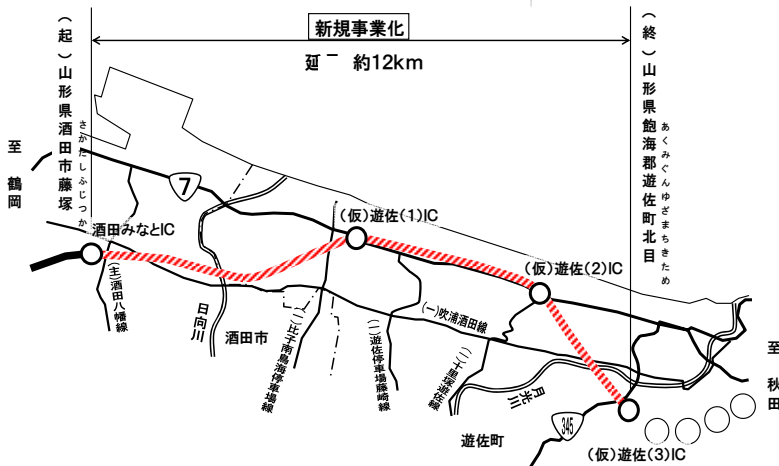 新規事業化
延 約12km
(起)山形県酒田市藤塚
さかたしふじつか
(終)山形県飽海郡遊佐町北目
あくみぐんゆざまちきため
至 鶴岡
至 秋田
7
酒田みなとIC
(仮)遊佐(1)IC
(仮)遊佐(2)IC
(仮)遊佐(3)IC
(主)酒田八幡線
日向川
酒田市
(一)比子南鳥海停車場線
(一)遊佐停車場藤崎線
(一)吹浦酒田線
(一)十里塚遊佐線
月光川
遊佐町
345